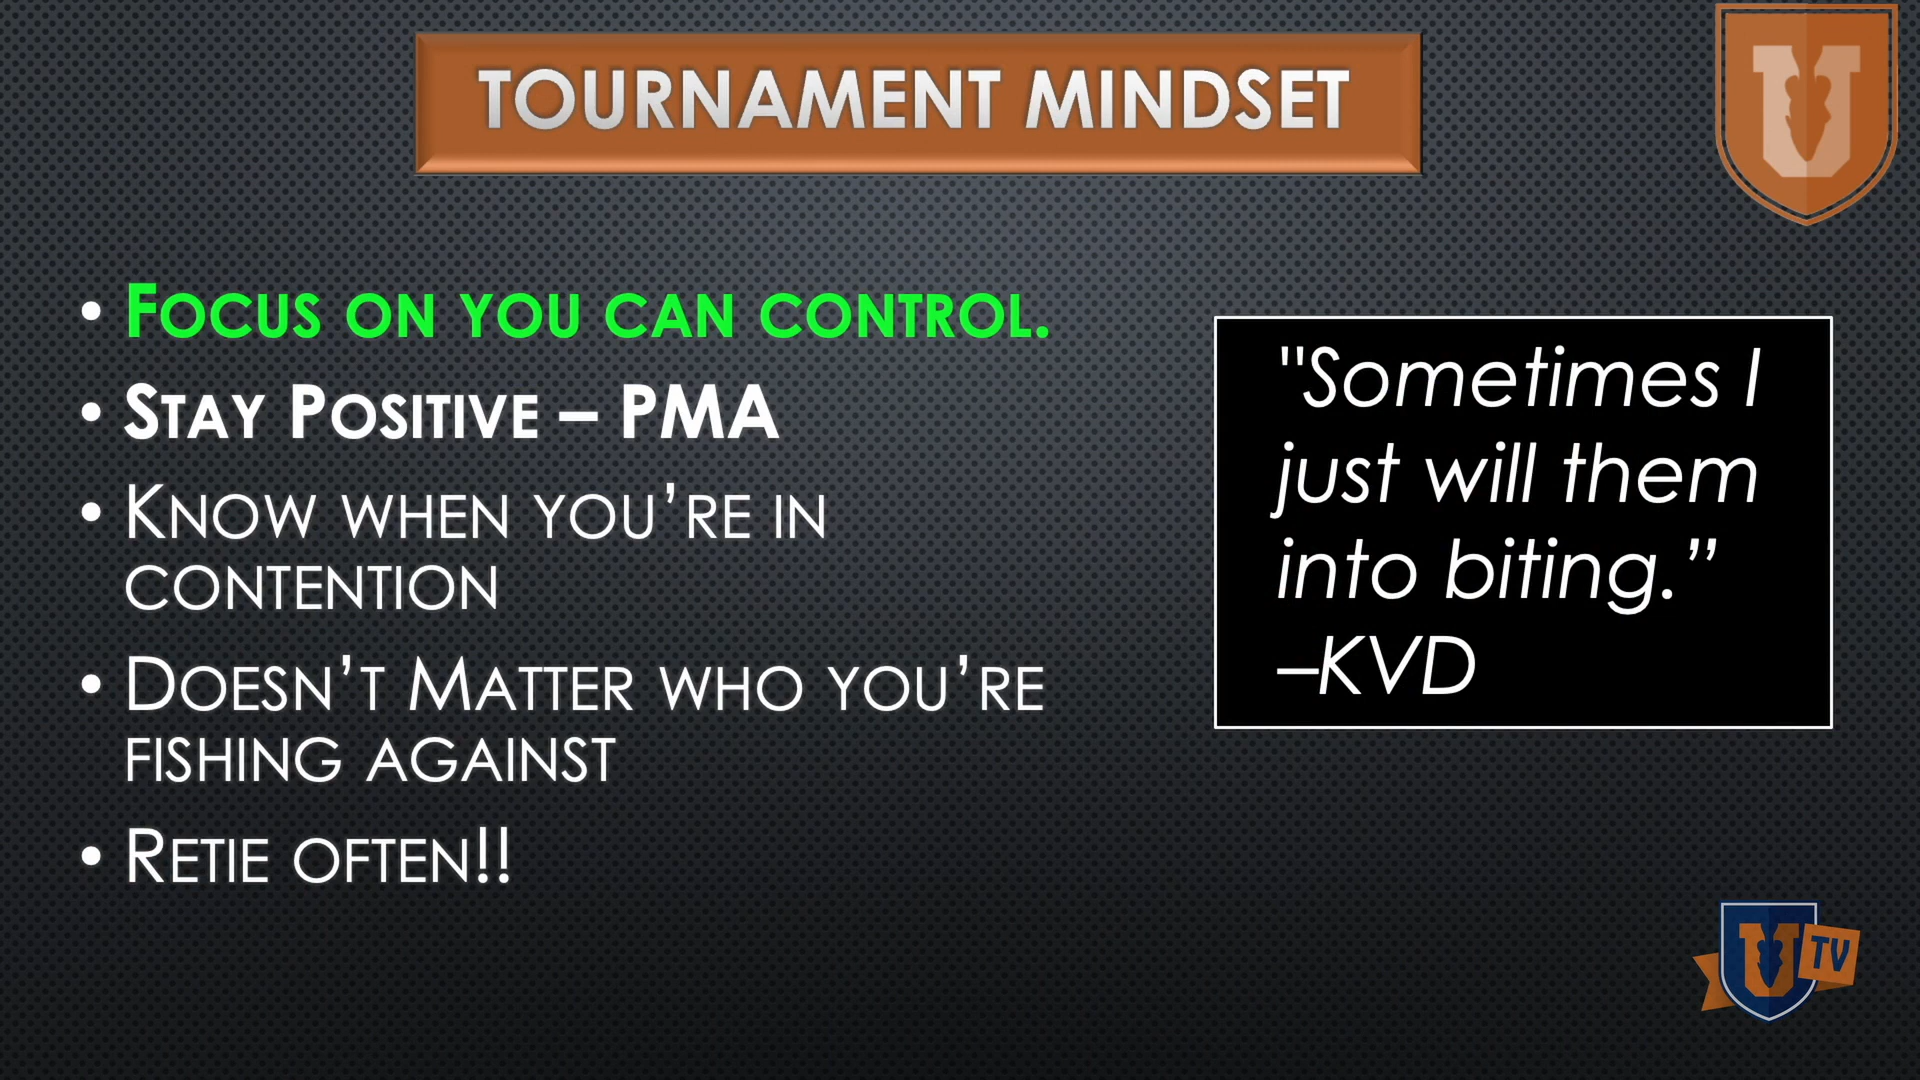 TOURNAMENT MINDSET
U
• FOCUS ON YOU CAN CONTROL.
• STAY POSITIVE – PMA
• KNOW WHEN YOU’RE IN
CONTENTION
• DOESN’T MATTER WHO YOU’RE
FISHING AGAINST
• RETIE OFTEN!!
"Sometimes I
just will them
into biting.”
–KVD
U TV